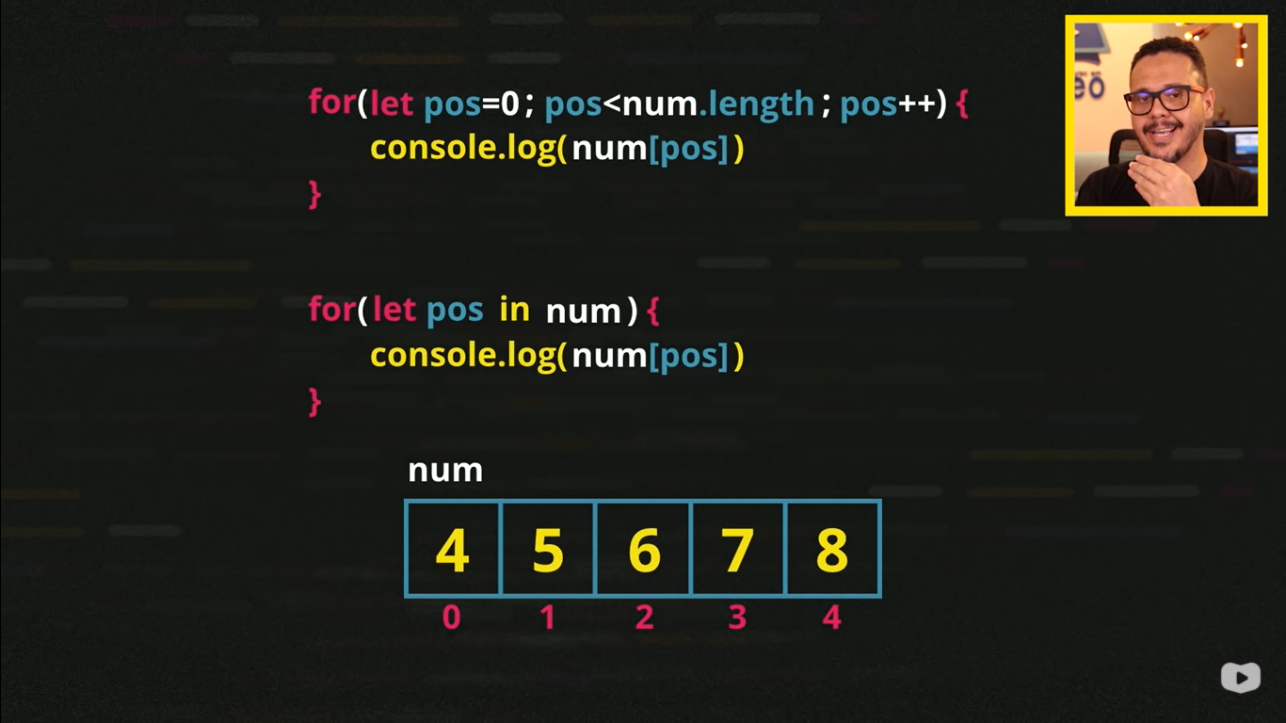 for(let pos=0; pos<num.length; pos++) {
console.log(num[pos])
}
for(let pos in num) {
console.log(num[pos])
}
num
4 5 6 7 8
0 1 2 3 4